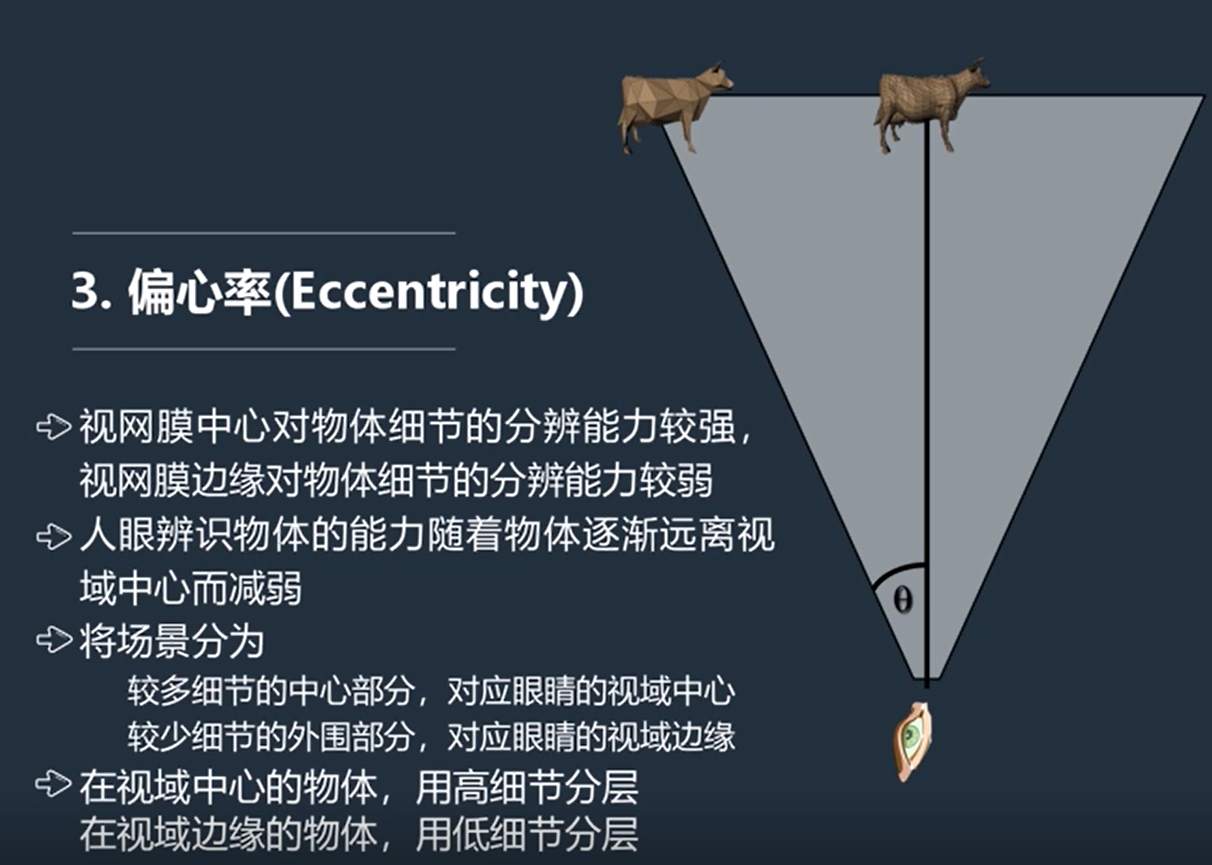 3. 偏心率(Eccentricity)
视网膜中心对物体细节的分辨能力较强，
视网膜边缘对物体细节的分辨能力较弱
人眼辨识物体的能力随着物体逐渐远离视
域中心而减弱
将场景分为
较多细节的中心部分，对应眼睛的视域中心
较少细节的外围部分，对应眼睛的视域边缘
在视域中心的物体，用高细节分层
在视域边缘的物体，用低细节分层
θ